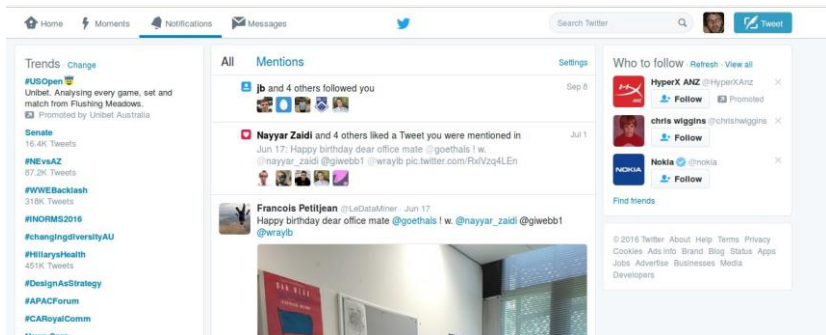 Home Moments Notifications Messages Search Twitter Tweet
Trends · Change
#USOpen
Unibet. Analysing every game, set and
match from Flushing Meadows.
Promoted by Unibet Australia
Senate
16.4K Tweets
#NEvsAZ
87.2K Tweets
#WWEBacklash
318K Tweets
#INORMS2016
#changingdiversityAU
#HillarysHealth
451K Tweets
#DesignAsStrategy
#APACForum
#CARoyalComm
All Mentions Settings
jb and 4 others followed you Sep 8
Nayyar Zaidi and 4 others liked a Tweet you were mentioned in Jul 1
Jun 17: Happy birthday dear office mate @goethals ! w.
@nayyar_zaidi @giwebb1 @wraylb pic.twitter.com/RxlVzq4LEn
Francois Petitjean @LeDataMiner · Jun 17
Happy birthday dear office mate @goethals ! w. @nayyar_zaidi @giwebb1
@wraylb
DAN
Who to follow · Refresh · View all
HyperX ANZ @HyperXAnz
Follow Promoted
chris wiggins @chrishwiggins
Follow
NOKIA
Nokia @nokia
Follow
Find friends
© 2016 Twitter About Help Terms Privacy
Cookies Ads info Brand Blog Status Apps
Jobs Advertise Businesses Media
Developers